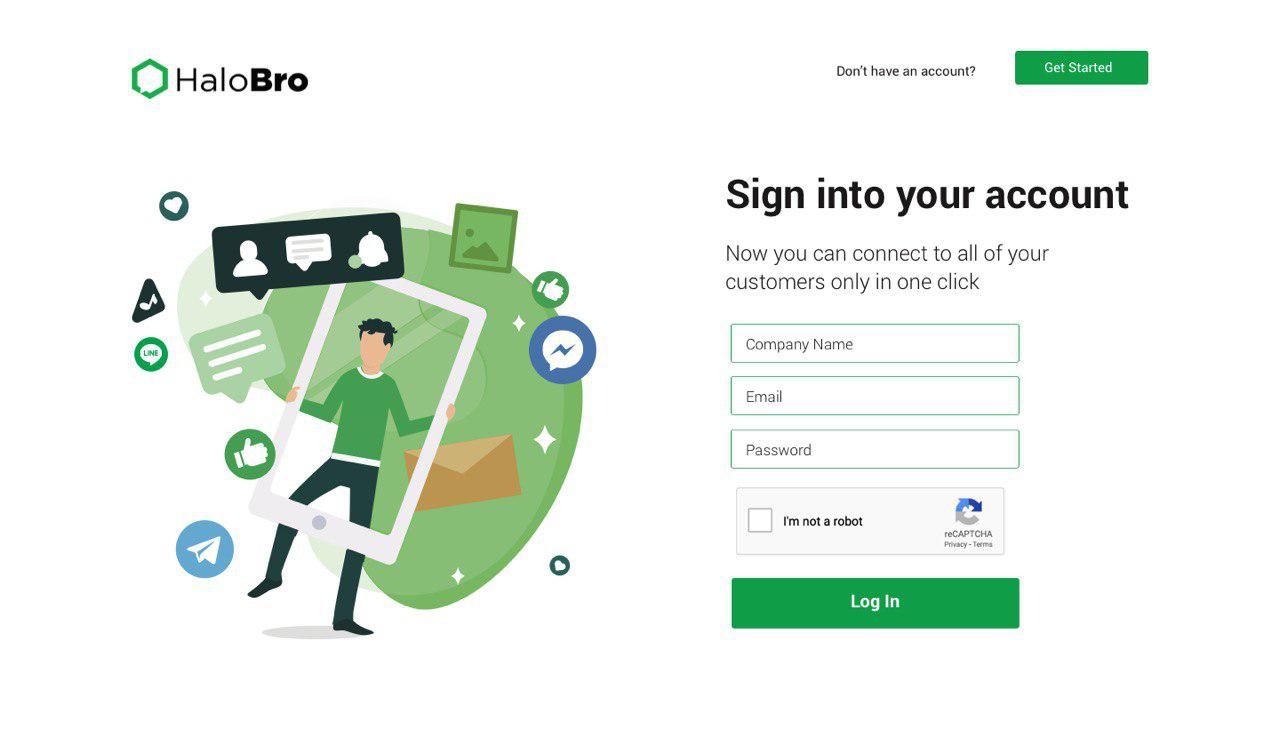 HaloBro
Don’t have an account?
Get Started
Sign into your account
Now you can connect to all of your
customers only in one click
LINE
Company Name
Email
Password
I'm not a robot
reCAPTCHA
Privacy - Terms
Log In